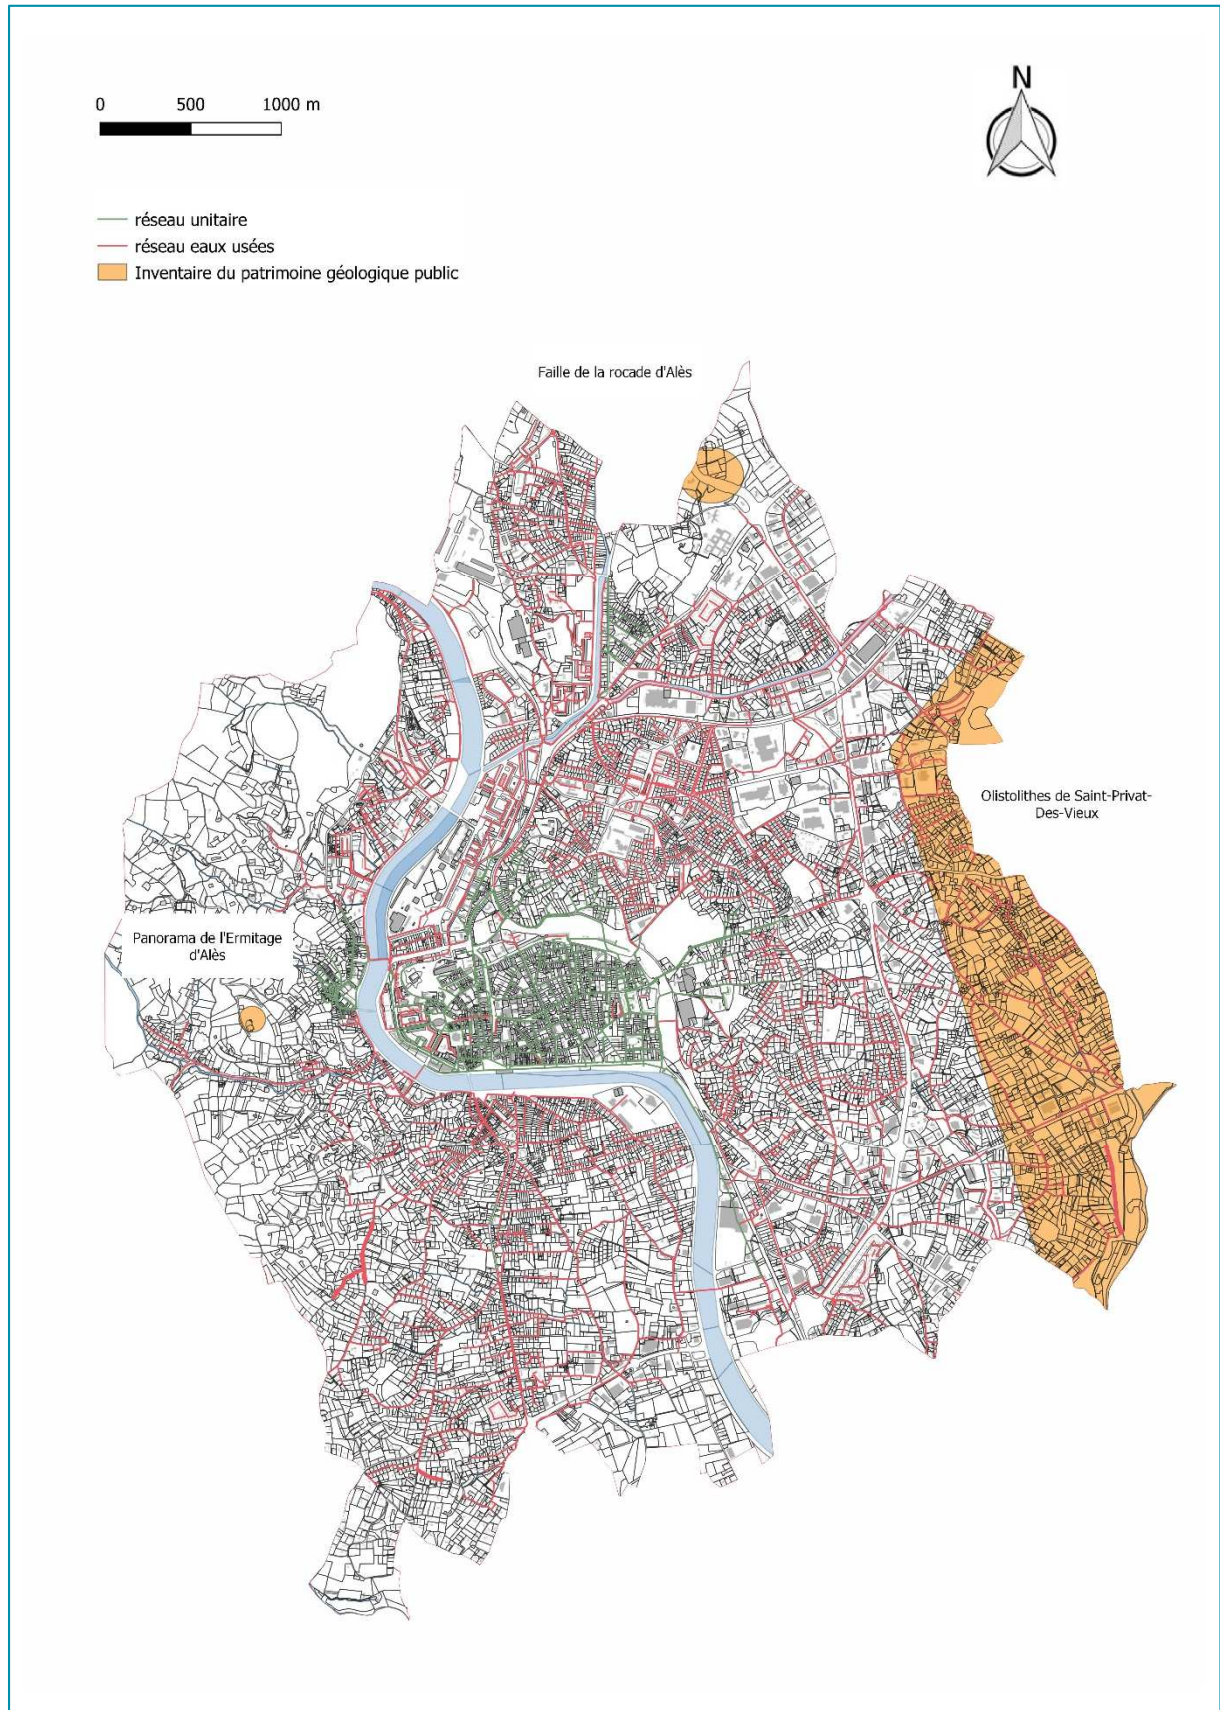 N
0 500 1000 m
réseau unitaire
réseau eaux usées
Inventaire du patrimoine géologique public
Faille de la rocade d'Alès
Olistolithes de Saint-Privat-
Des-Vieux
Panorama de l'Ermitage
d'Alès